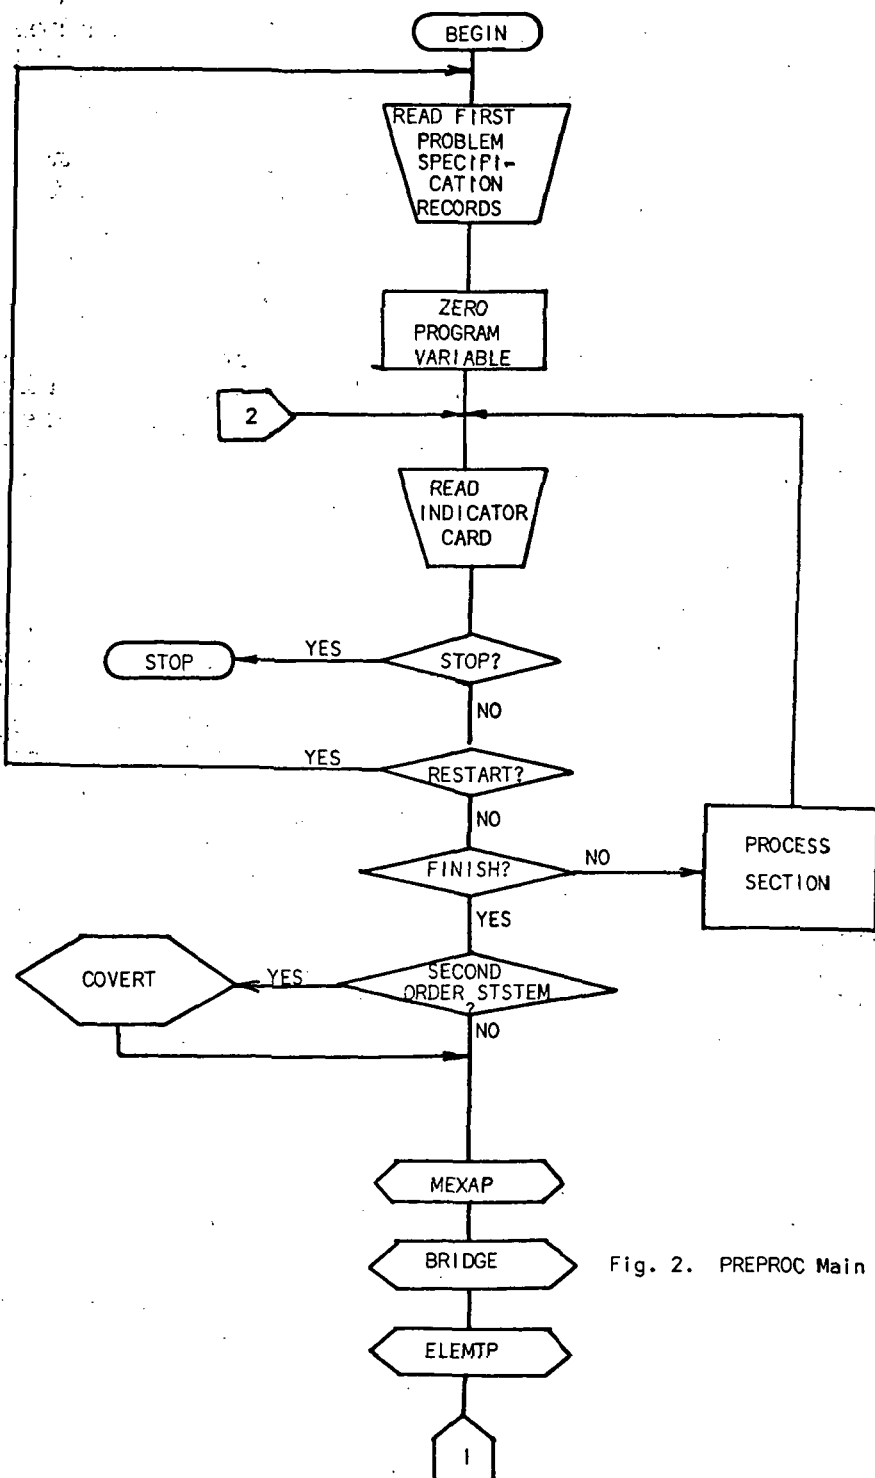 BEGIN
READ FIRST
PROBLEM
SPECIFI-
CATION
RECORDS
ZERO
PROGRAM
VARIABLE
2
READ
INDICATOR
CARD
YES
STOP
STOP?
NO
YES
RESTART?
NO
FINISH?
NO
PROCESS
SECTION
YES
COVERT
YES
SECOND
ORDER STSTEM
?
NO
MEXAP
BRIDGE
Fig. 2. PREPROC Main
ELEMTP
1